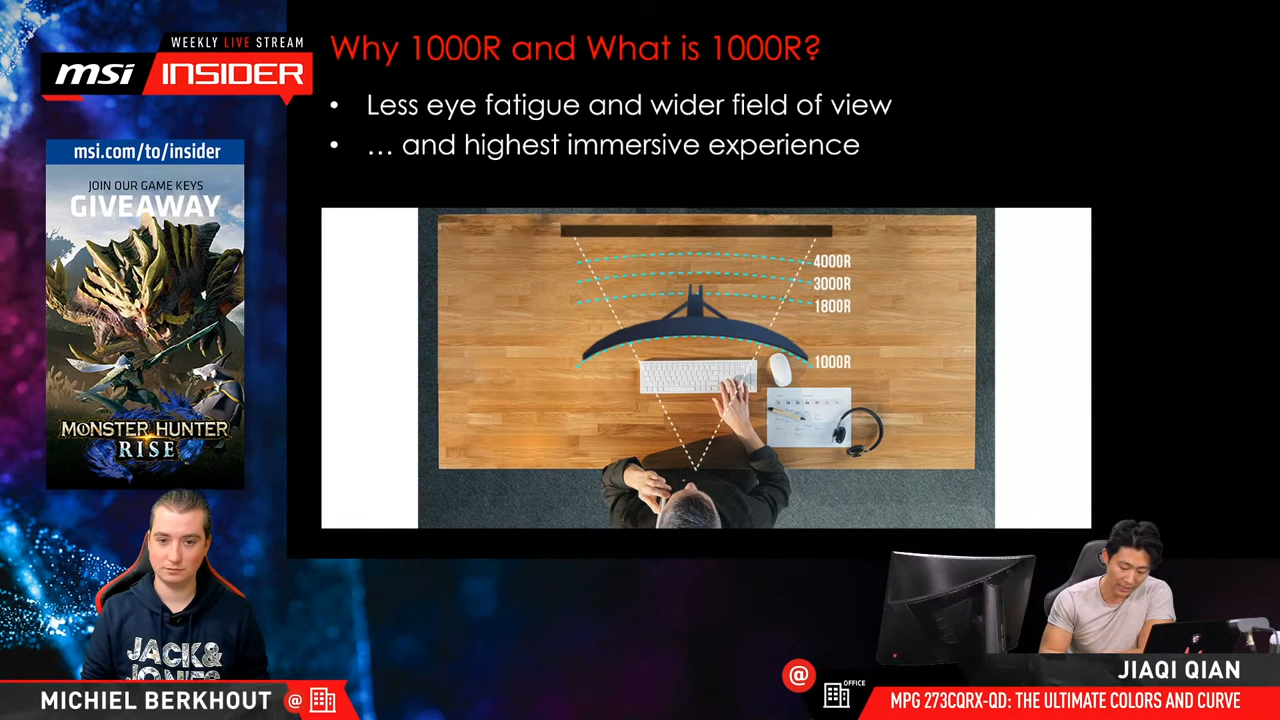 WEEKLY LIVE STREAM
msi INSIDER
Why 1000R and What is 1000R?
• Less eye fatigue and wider field of view
• … and highest immersive experience
msi.com/to/insider
JOIN OUR GAME KEYS
GIVEAWAY
MONSTER HUNTER
RISE
4000R
3000R
1800R
1000R
JACK&
JONES
MICHIEL BERKHOUT @
@ OFFICE
JIAQI QIAN
MPG 273CQRX-QD: THE ULTIMATE COLORS AND CURVE